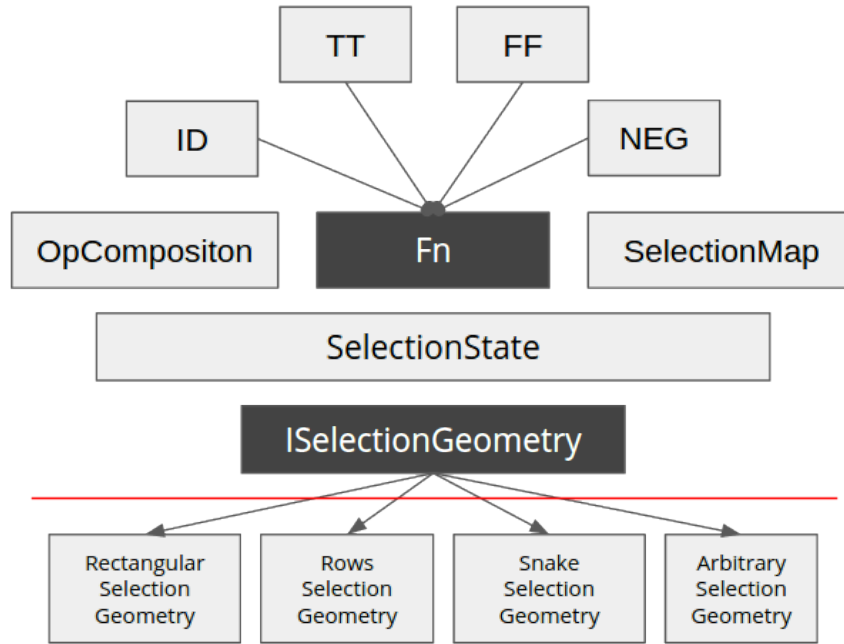 TT
FF
ID
NEG
OpCompositon
Fn
SelectionMap
SelectionState
ISelectionGeometry
Rectangular
Selection
Geometry
Rows
Selection
Geometry
Snake
Selection
Geometry
Arbitrary
Selection
Geometry